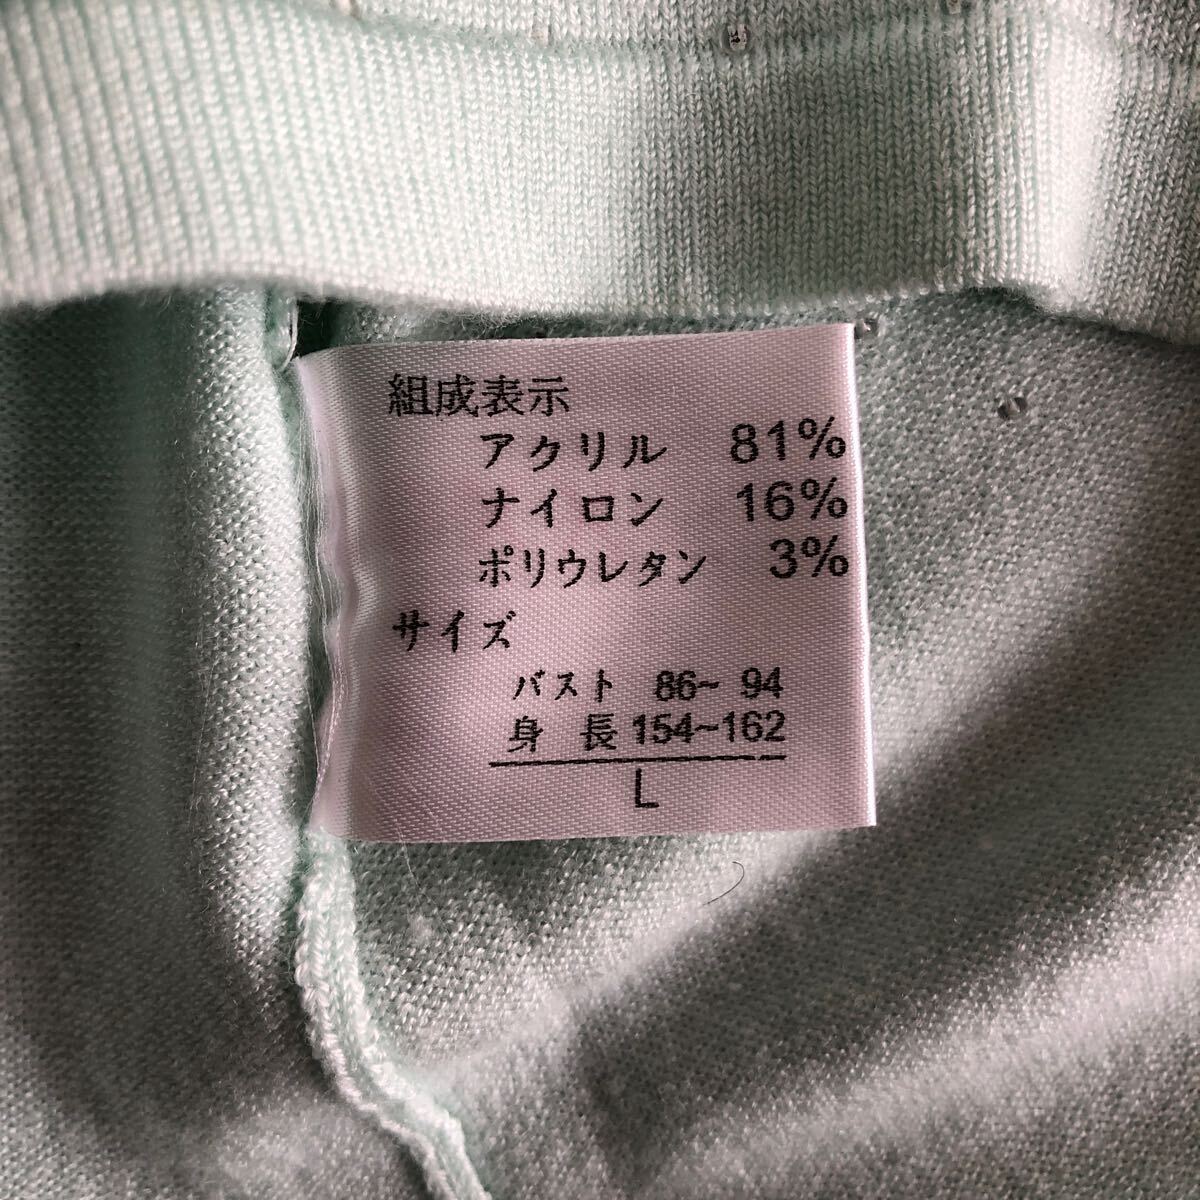 組成表示
アクリル 81%
ナイロン 16%
ポリウレタン 3%
サイズ
バスト 86~ 94
身 長 154~162
L